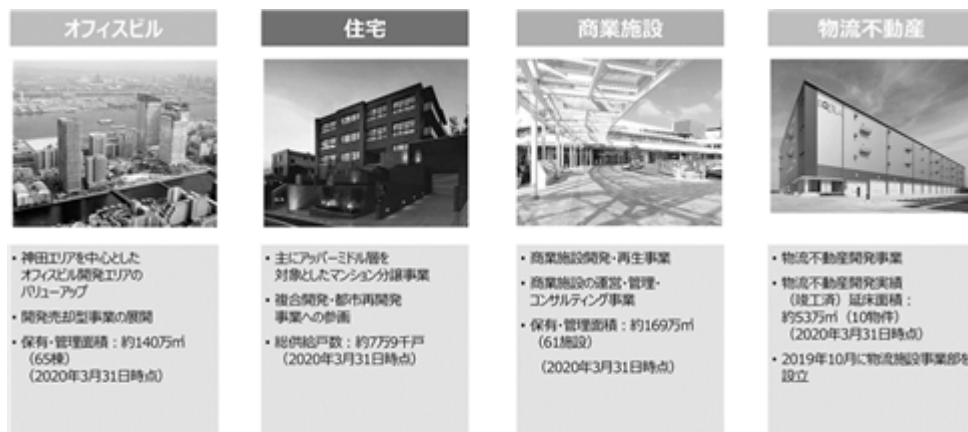 オフィスビル
住宅
商業施設
物流不動産
・神田エリアを中心とした
オフィスビル開発エリアの
バリューアップ
・開発売却型事業の展開
・保有・管理面積：約140万㎡
（65棟）
（2020年3月31日時点）
・主にアッパーミドル層を
対象としたマンション分譲事業
・複合開発・都市再開発
事業への参画
・総供給戸数：約7万9千戸
（2020年3月31日時点）
・商業施設開発・再生事業
・商業施設の運営・管理・
コンサルティング事業
・保有・管理面積：約169万㎡
（61施設）
（2020年3月31日時点）
・物流不動産開発事業
・物流不動産開発実績
（竣工済）延床面積：
約53万㎡（10物件）
（2020年3月31日時点）
・2019年10月に物流施設事業部を
設立